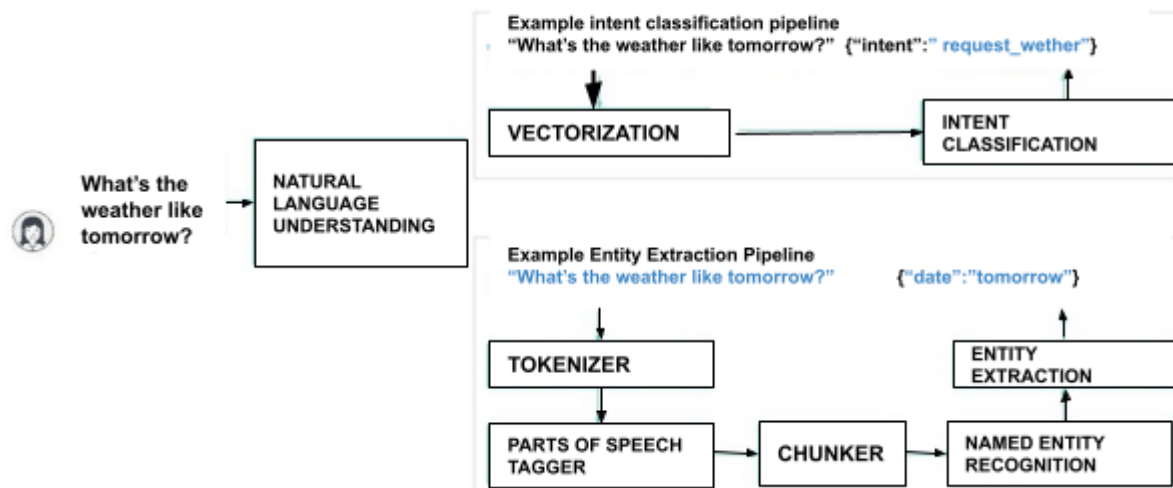 Example intent classification pipeline
“What’s the weather like tomorrow?” {“intent”:” request_wether”}
VECTORIZATION
INTENT
CLASSIFICATION
What’s the
weather like
tomorrow?
NATURAL
LANGUAGE
UNDERSTANDING
Example Entity Extraction Pipeline
“What’s the weather like tomorrow?” {“date”:”tomorrow”}
TOKENIZER
ENTITY
EXTRACTION
PARTS OF SPEECH
TAGGER
CHUNKER
NAMED ENTITY
RECOGNITION